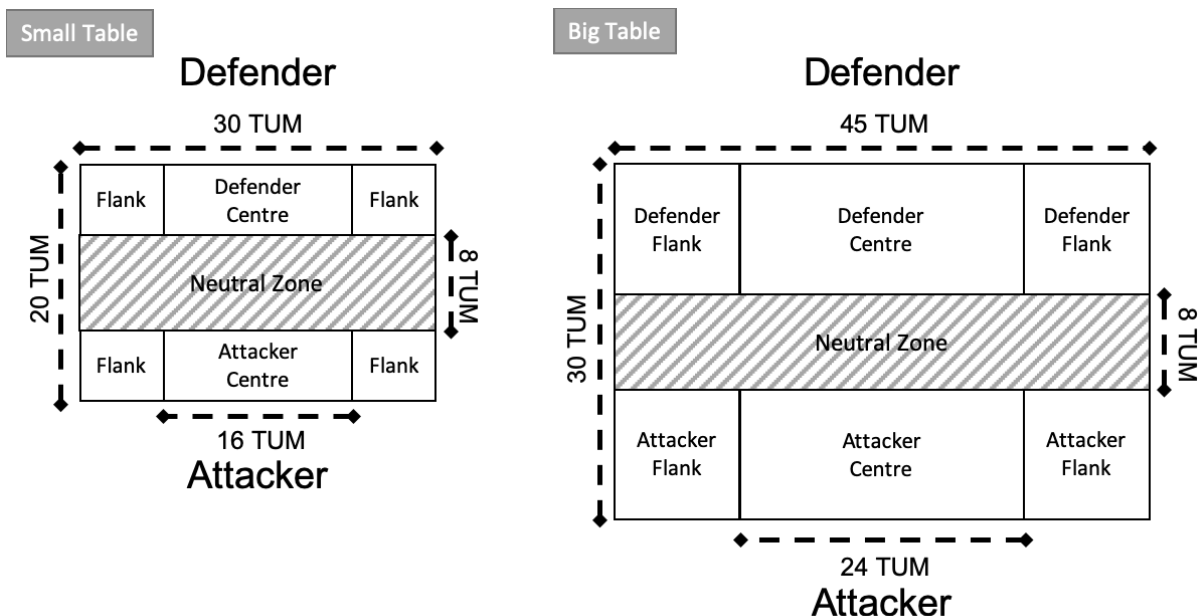 Small Table
Defender
30 TUM
Flank
Defender
Centre
Flank
20 TUM
Neutral Zone
8 TUM
Flank
Attacker
Centre
Flank
16 TUM
Attacker
Big Table
Defender
45 TUM
Defender
Flank
Defender
Centre
Defender
Flank
30 TUM
Neutral Zone
8 TUM
Attacker
Flank
Attacker
Centre
Attacker
Flank
24 TUM
Attacker